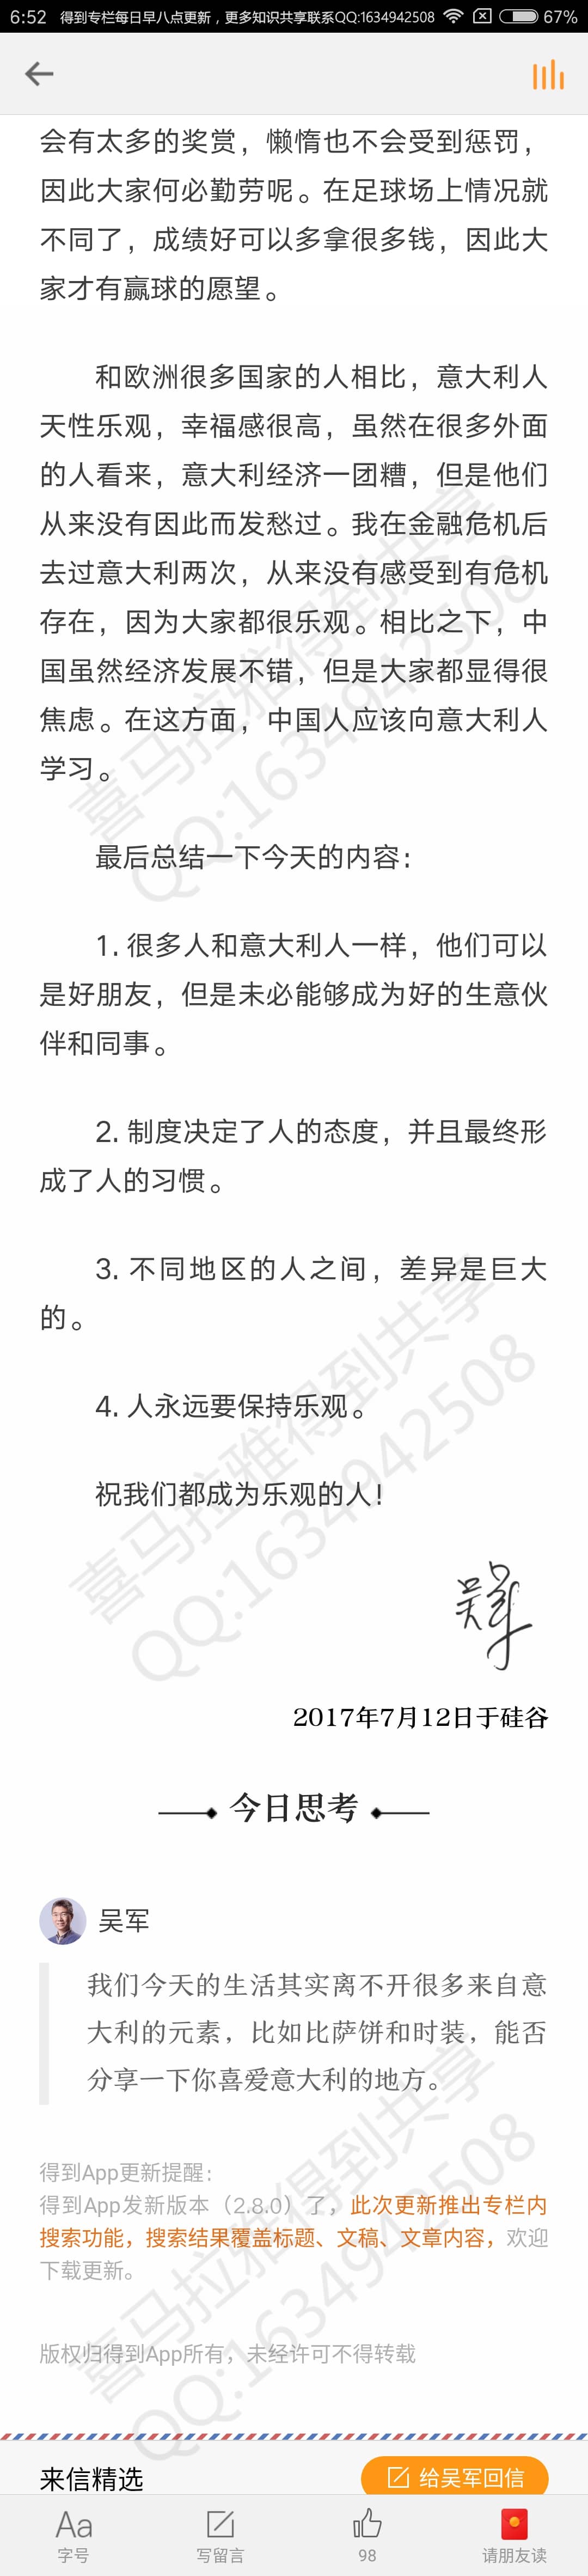 6:52 得到专栏每日早八点更新，更多知识共享联系QQ:1634942508 67%
会有太多的奖赏，懒惰也不会受到惩罚，
因此大家何必勤劳呢。在足球场上情况就
不同了，成绩好可以多拿很多钱，因此大
家才有赢球的愿望。
和欧洲很多国家的人相比，意大利人
天性乐观，幸福感很高，虽然在很多外面
的人看来，意大利经济一团糟，但是他们
从来没有因此而发愁过。我在金融危机后
去过意大利两次，从来没有感受到有危机
存在，因为大家都很乐观。相比之下，中
国虽然经济发展不错，但是大家都显得很
焦虑。在这方面，中国人应该向意大利人
学习。
喜马拉雅得到共享
QQ:1634942508
最后总结一下今天的内容：
1. 很多人和意大利人一样，他们可以
是好朋友，但是未必能够成为好的生意伙
伴和同事。
2. 制度决定了人的态度，并且最终形
成了人的习惯。
3. 不同地区的人之间，差异是巨大
的。
4. 人永远要保持乐观。
祝我们都成为乐观的人！
喜马拉雅得到共享
QQ:1634942508
吴军
2017年7月12日于硅谷
今日思考
吴军
我们今天的生活其实离不开很多来自意
大利的元素，比如比萨饼和时装，能否
分享一下你喜爱意大利的地方。
得到App更新提醒：
得到App发新版本（2.8.0）了，此次更新推出专栏内
搜索功能，搜索结果覆盖标题、文稿、文章内容，欢迎
下载更新。
喜马拉雅得到共享
QQ:1634942508
版权归得到App所有，未经许可不得转载
来信精选 给吴军回信
Aa
字号 写留言 98 请朋友读